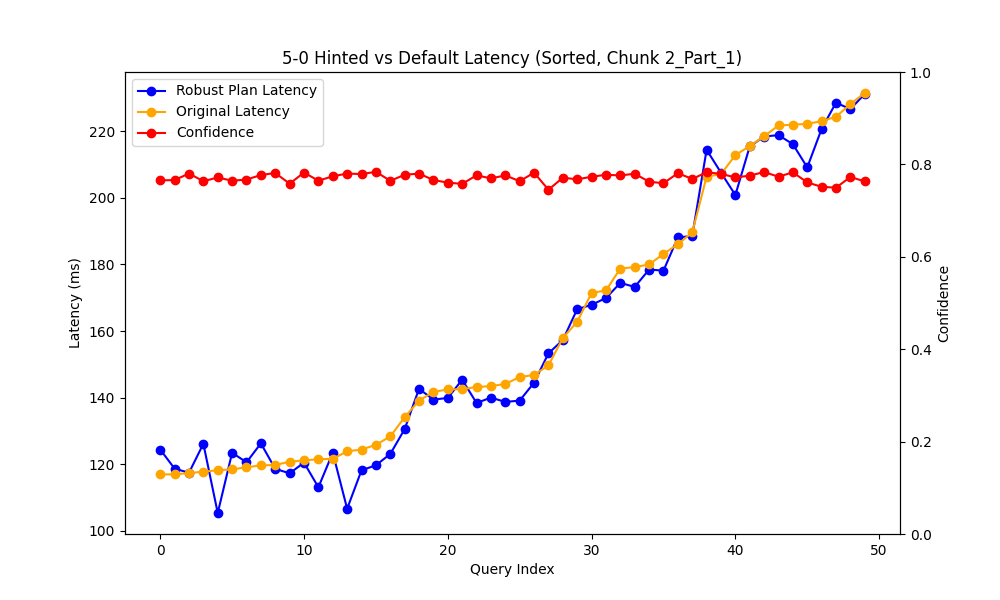 5-0 Hinted vs Default Latency (Sorted, Chunk 2_Part_1)
Robust Plan Latency
Original Latency
Confidence
Latency (ms)
220
200
180
160
140
120
100
1.0
0.8
0.6
0.4
0.2
0.0
Confidence
0 10 20 30 40 50
Query Index